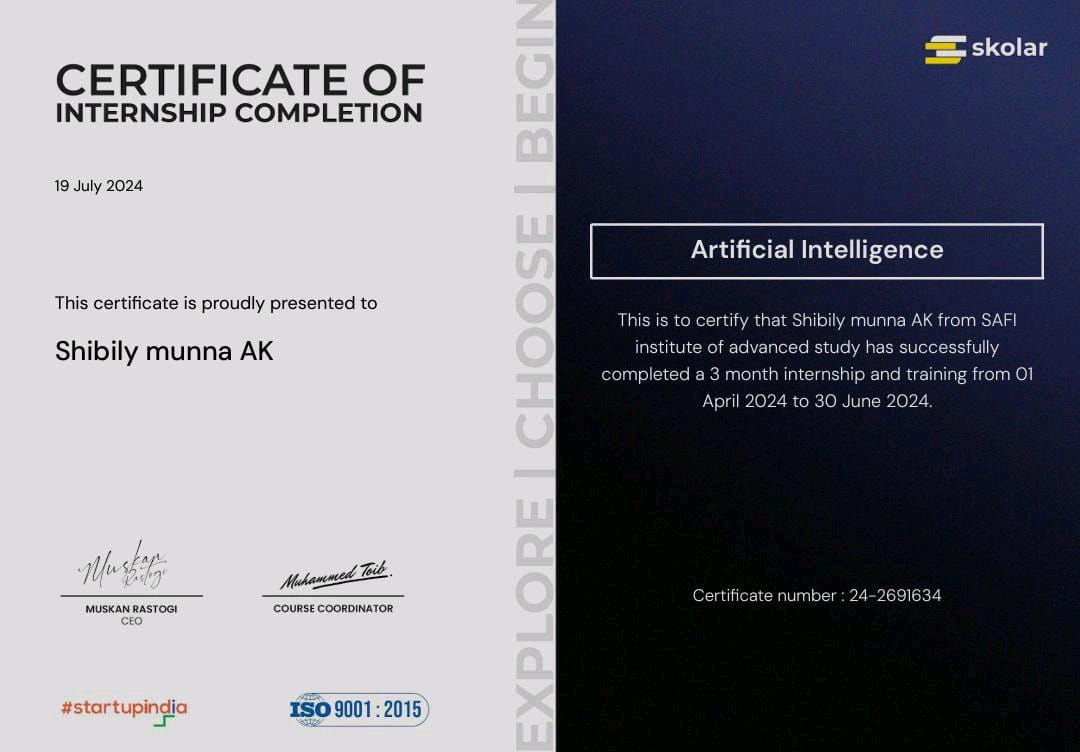 CERTIFICATE OF
INTERNSHIP COMPLETION
19 July 2024
This certificate is proudly presented to
Shibily munna AK
Muskan
Rastogi
MUSKAN RASTOGI
CEO
Muhammed Toib.
COURSE COORDINATOR
#startupindia
ISO 9001 : 2015
EXPLORE | CHOOSE | BEGIN
skolar
Artificial Intelligence
This is to certify that Shibily munna AK from SAFI
institute of advanced study has successfully
completed a 3 month internship and training from 01
April 2024 to 30 June 2024.
Certificate number : 24-2691634